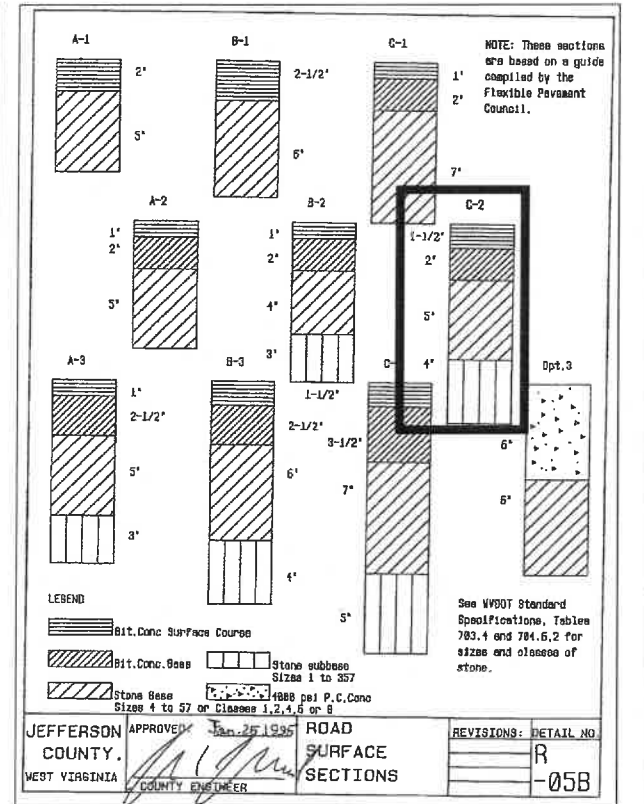 A-1
B-1
C-1
NOTE: These sections
are based on a guide
compiled by the
Flexible Pavement
Council.
2"
5"
2-1/2"
6"
1"
2"
7"
A-2
B-2
C-2
1"
2"
5"
1"
2"
4"
3"
1-1/2"
2"
5"
4"
A-3
B-3
C-
Opt.3
1"
2-1/2"
5"
3"
1-1/2"
2-1/2"
6"
4"
3-1/2"
7"
5"
6"
6"
LEGEND
Bit.Conc Surface Course
Bit.Conc.Base
Stone subbase
Sizes 1 to 357
Stone Base
Sizes 4 to 57 or Classes 1,2,4,6 or 8
4000 psi P.C.Conc
See WVDOT Standard
Specifications, Tables
703.4 and 704.6.2 for
sizes and classes of
stone.
JEFFERSON
COUNTY.
WEST VIRGINIA
APPROVED: Jan.25 1995
COUNTY ENGINEER
ROAD
SURFACE
SECTIONS
REVISIONS:
DETAIL NO
R
-05B